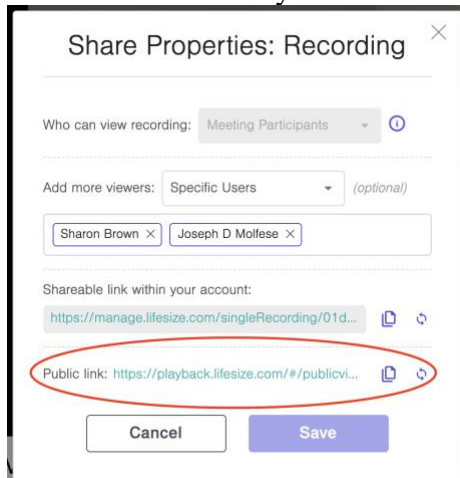 Share Properties: Recording
Who can view recording: Meeting Participants
Add more viewers: Specific Users (optional)
Sharon Brown × Joseph D Molfese ×
Shareable link within your account:
https://manage.lifesize.com/singleRecording/01d...
Public link: https://playback.lifesize.com/#/publicvi...
Cancel Save